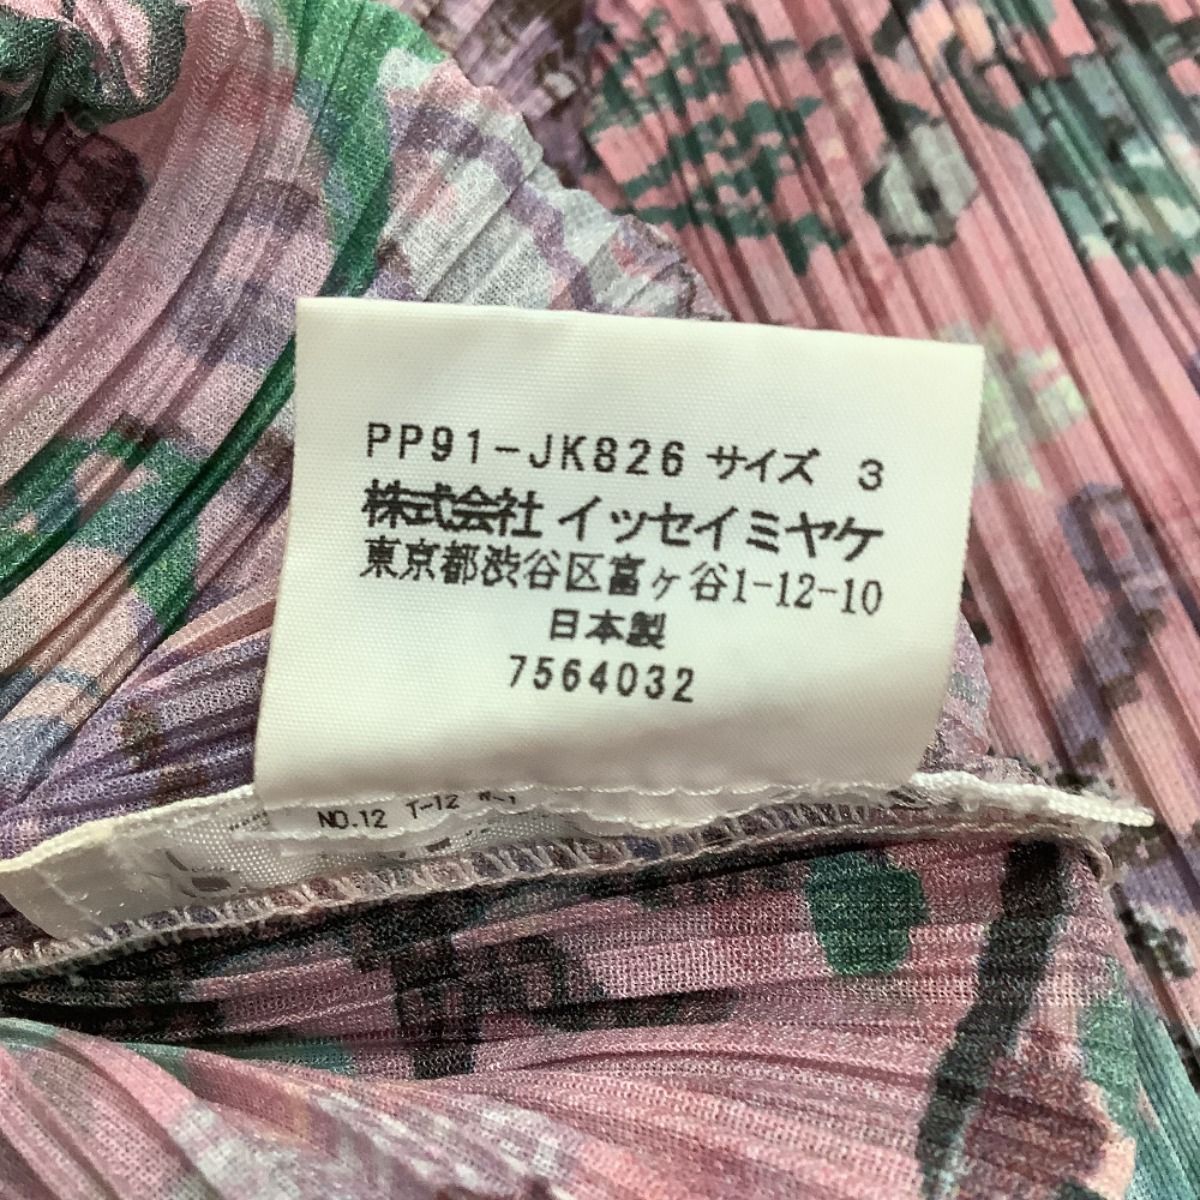 PP91-JK826 サイズ 3
株式会社 イッセイミヤケ
東京都渋谷区富ヶ谷1-12-10
日本製
7564032
NO.12 T-12